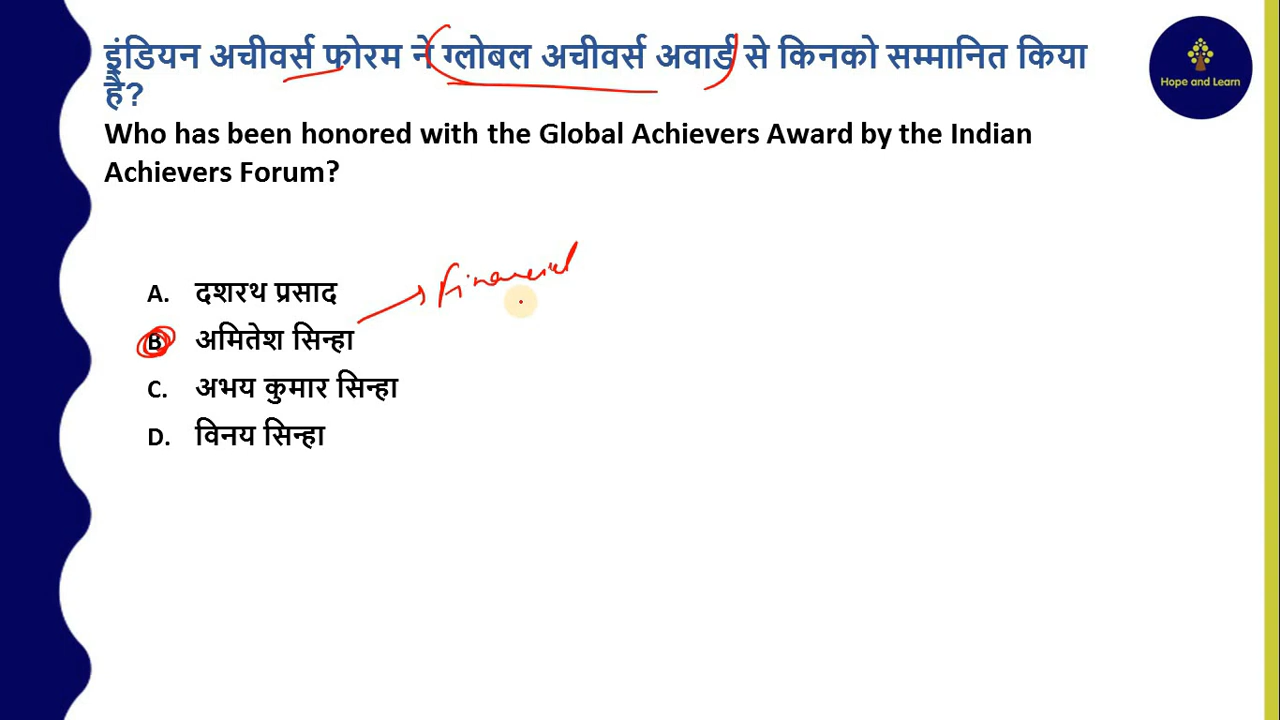 इंडियन अचीवर्स फोरम ने ग्लोबल अचीवर्स अवार्ड से किनको सम्मानित किया
है?
Hope and Learn
Who has been honored with the Global Achievers Award by the Indian
Achievers Forum?
Financial
A. दशरथ प्रसाद
B. अमितेश सिन्हा
C. अभय कुमार सिन्हा
D. विनय सिन्हा